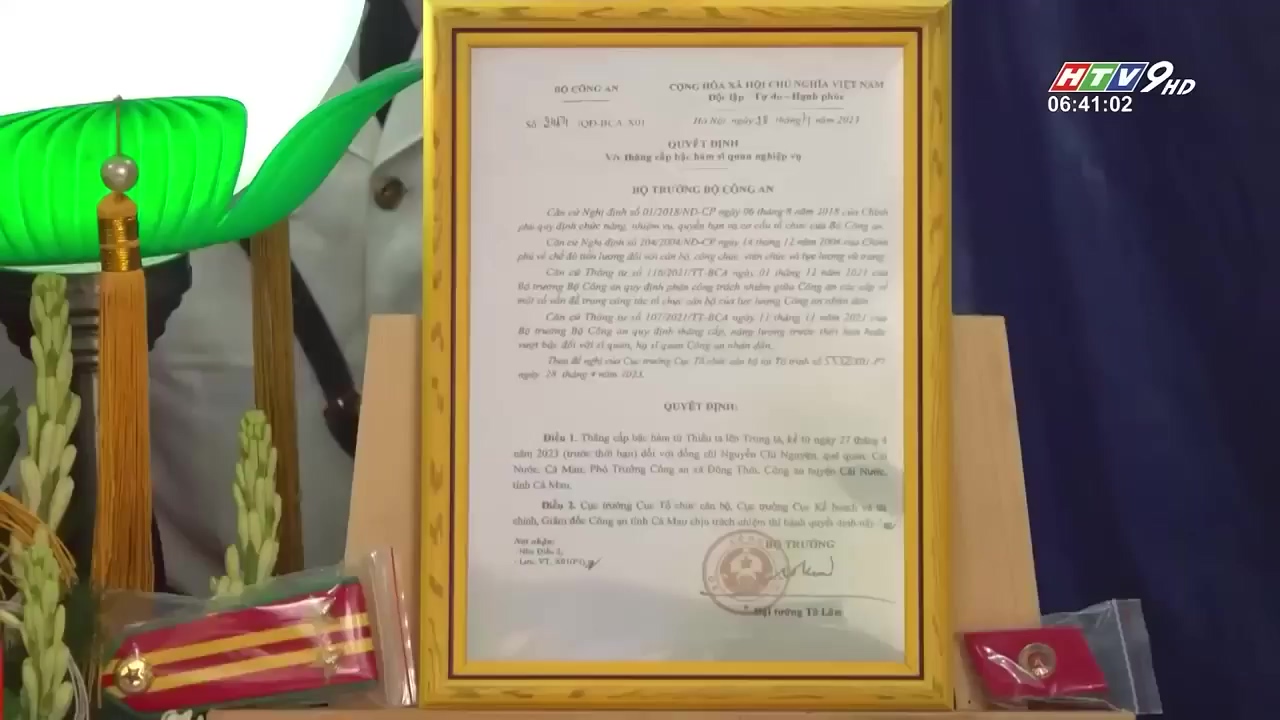 HTV9 HD
06:41:02
BỘ CÔNG AN
CỘNG HÒA XÃ HỘI CHỦ NGHĨA VIỆT NAM
Độc lập - Tự do - Hạnh phúc
Số /QĐ-BCA-X01
Hà Nội, ngày 28 tháng năm 2023
QUYẾT ĐỊNH
V/v thăng cấp bậc hàm sĩ quan nghiệp vụ
BỘ TRƯỞNG BỘ CÔNG AN
Căn cứ Nghị định số 01/2018/NĐ-CP ngày 06 tháng 8 năm 2018 của Chính
phủ quy định chức năng, nhiệm vụ, quyền hạn và cơ cấu tổ chức của Bộ Công an.
Căn cứ Nghị định số 204/2004/NĐ-CP ngày 14 tháng 12 năm 2004 của Chính
phủ về chế độ tiền lương đối với cán bộ, công chức, viên chức và lực lượng vũ trang.
Căn cứ Thông tư số 116/2021/TT-BCA ngày 01 tháng 12 năm 2021 của
Bộ trưởng Bộ Công an quy định phân công trách nhiệm giữa Công an các cấp về
một số vấn đề trong công tác tổ chức cán bộ của lực lượng Công an nhân dân.
Căn cứ Thông tư số 107/2021/TT-BCA ngày 11 tháng 11 năm 2021 của
Bộ trưởng Bộ Công an quy định thăng cấp, nâng lương trước thời hạn hoặc
vượt bậc đối với sĩ quan, hạ sĩ quan Công an nhân dân.
Theo đề nghị của Cục trưởng Cục Tổ chức cán bộ tại Tờ trình số
ngày 28 tháng 4 năm 2023.
QUYẾT ĐỊNH:
Điều 1. Thăng cấp bậc hàm từ Thiếu tá lên Trung tá, kể từ ngày 27 tháng 4
năm 2023 (trước thời hạn) đối với đồng chí Nguyễn Chí Nguyện, quê quán: Cái
Nước, Cà Mau, Phó Trưởng Công an xã Đông Thới, Công an huyện Cái Nước,
tỉnh Cà Mau.
Điều 2. Cục trưởng Cục Tổ chức cán bộ, Cục trưởng Cục Kế hoạch và tài
chính, Giám đốc Công an tỉnh Cà Mau chịu trách nhiệm thi hành quyết định này.
Nơi nhận:
- Như Điều 2,
- Lưu: VT,
BỘ TRƯỞNG
Đại tướng Tô Lâm